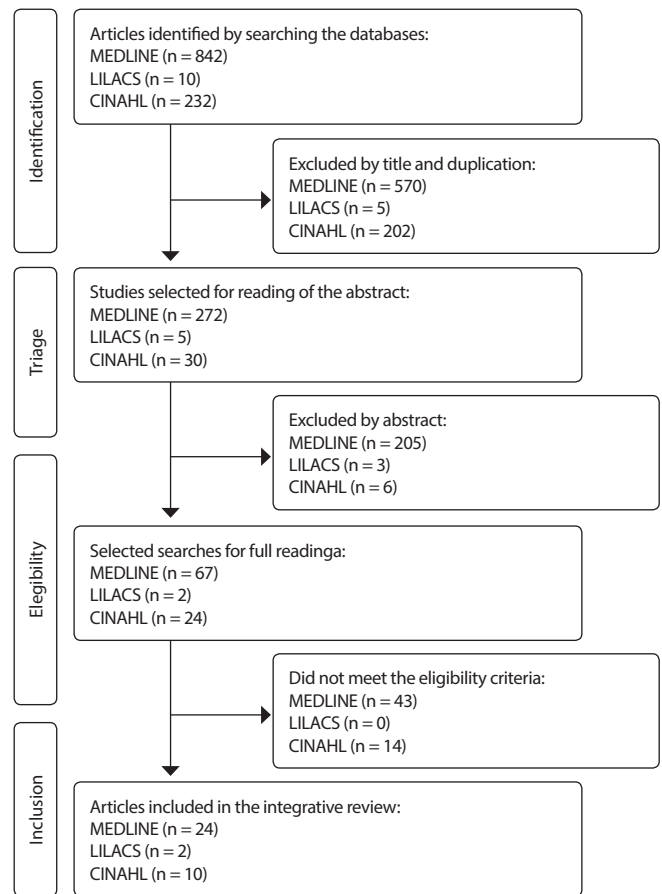 Identification
Articles identified by searching the databases:
MEDLINE (n = 842)
LILACS (n = 10)
CINAHL (n = 232)
Excluded by title and duplication:
MEDLINE (n = 570)
LILACS (n = 5)
CINAHL (n = 202)
Triage
Studies selected for reading of the abstract:
MEDLINE (n = 272)
LILACS (n = 5)
CINAHL (n = 30)
Excluded by abstract:
MEDLINE (n = 205)
LILACS (n = 3)
CINAHL (n = 6)
Elegibility
Selected searches for full readinga:
MEDLINE (n = 67)
LILACS (n = 2)
CINAHL (n = 24)
Did not meet the eligibility criteria:
MEDLINE (n = 43)
LILACS (n = 0)
CINAHL (n = 14)
Inclusion
Articles included in the integrative review:
MEDLINE (n = 24)
LILACS (n = 2)
CINAHL (n = 10)